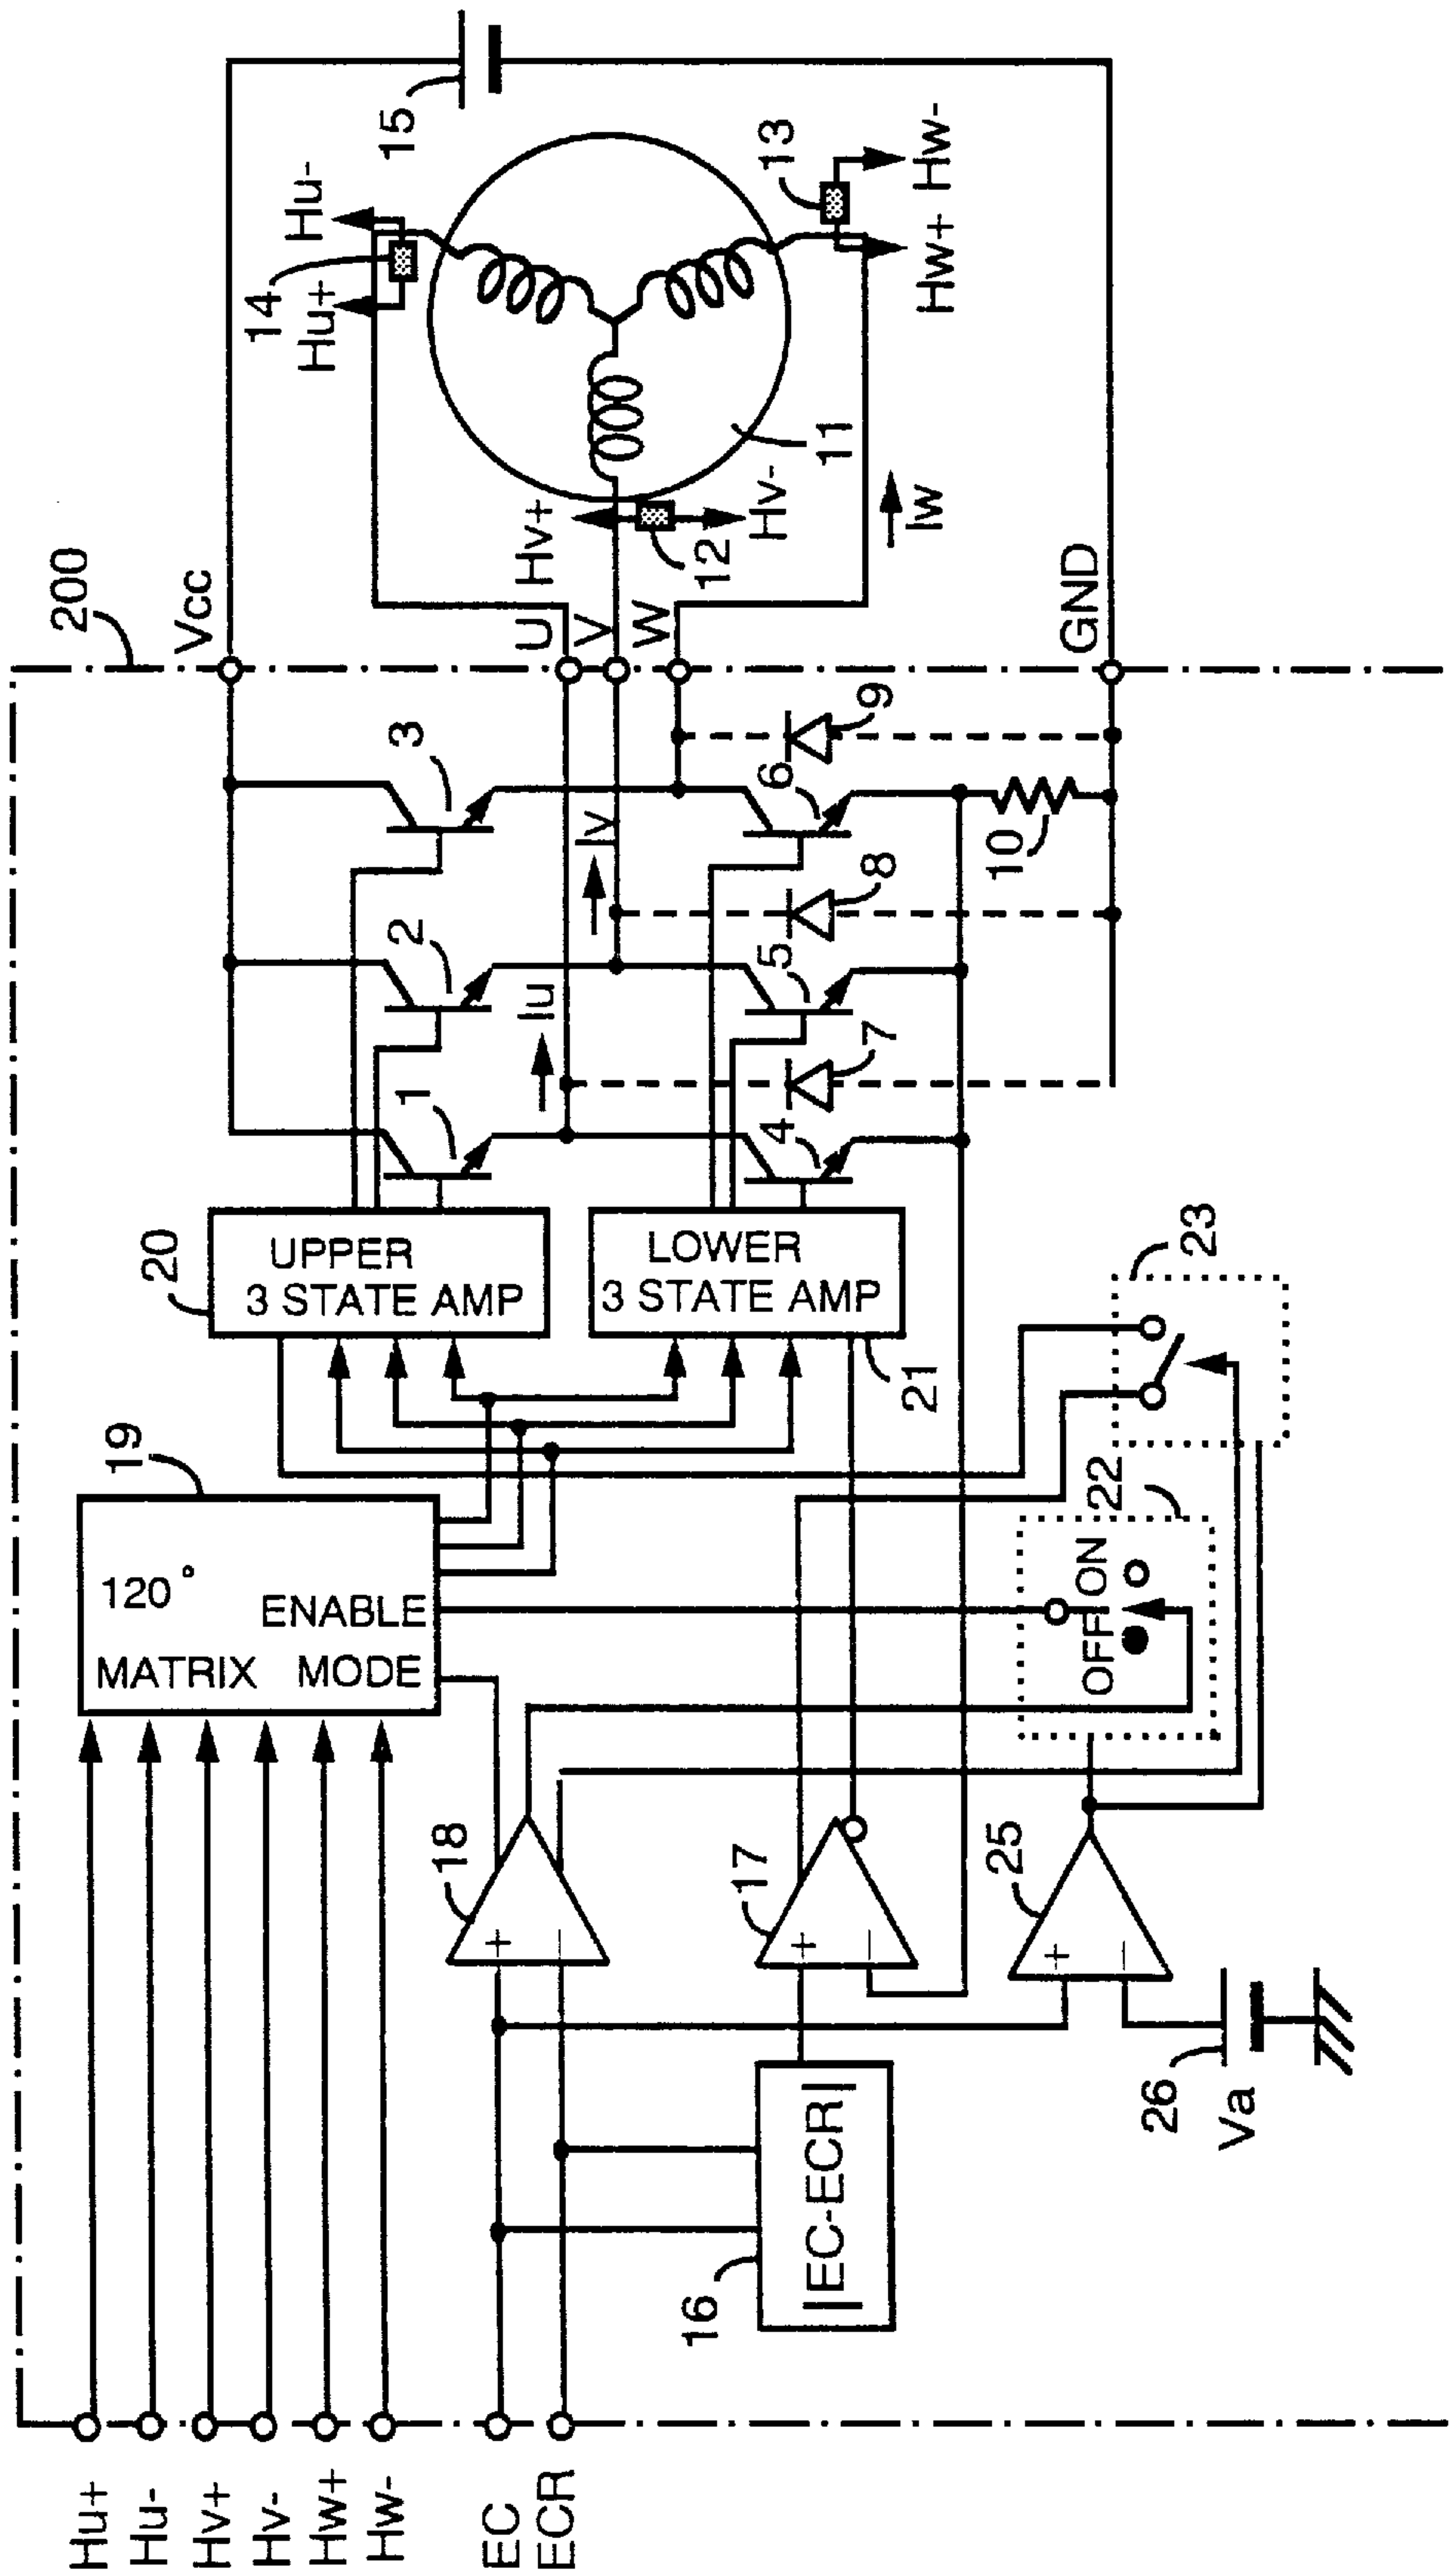 200
Vcc
U
V
W
GND
15
Hu+
Hu-
14
Hv+
Hv-
12
11
13
Hw+
Hw-
Iw
Iu
Iv
1
2
3
4
5
6
7
8
9
10
20
UPPER
3 STATE AMP
LOWER
3 STATE AMP
21
19
120°
MATRIX
ENABLE
MODE
23
22
OFF
ON
18
+
−
17
+
−
25
+
−
26
Va
16
|EC-ECR|
Hu+
Hu-
Hv+
Hv-
Hw+
Hw-
EC
ECR